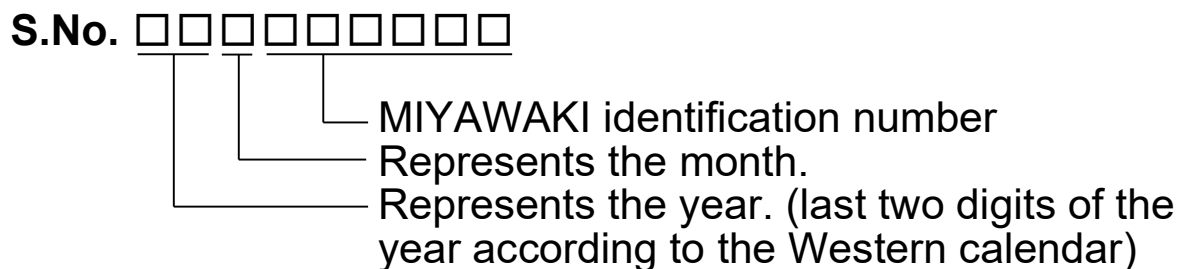 S.No. □□□□□□□□□
MIYAWAKI identification number
Represents the month.
Represents the year. (last two digits of the
year according to the Western calendar)